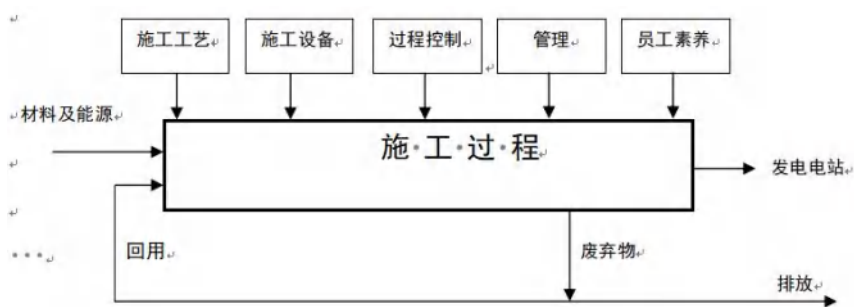 施工工艺 施工设备 过程控制 管理 员工素养
材料及能源
施·工·过·程
发电电站
回用 废弃物
排放